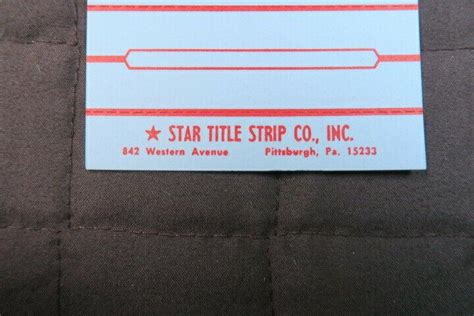 ★ STAR TITLE STRIP CO., INC.
842 Western Avenue Pittsburgh, Pa. 15233